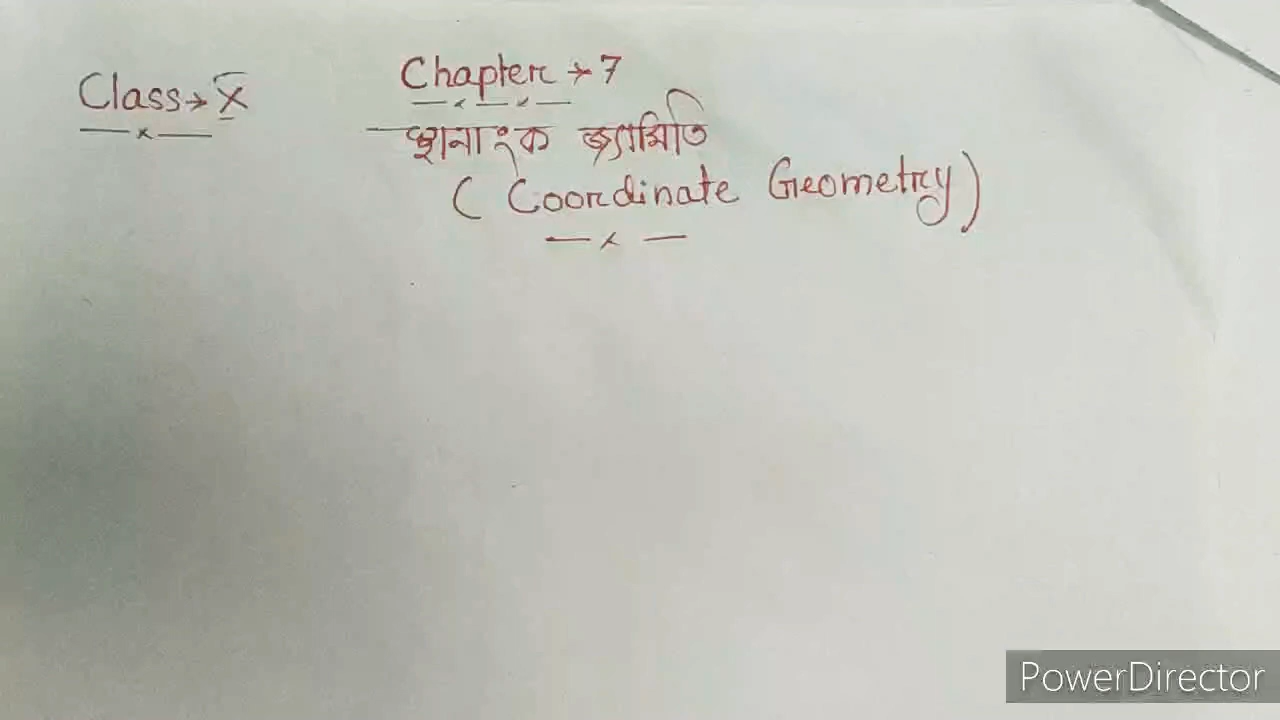 Class → X
Chapter → 7
স্থানাংক জ্যামিতি
(Coordinate Geometry)
PowerDirector